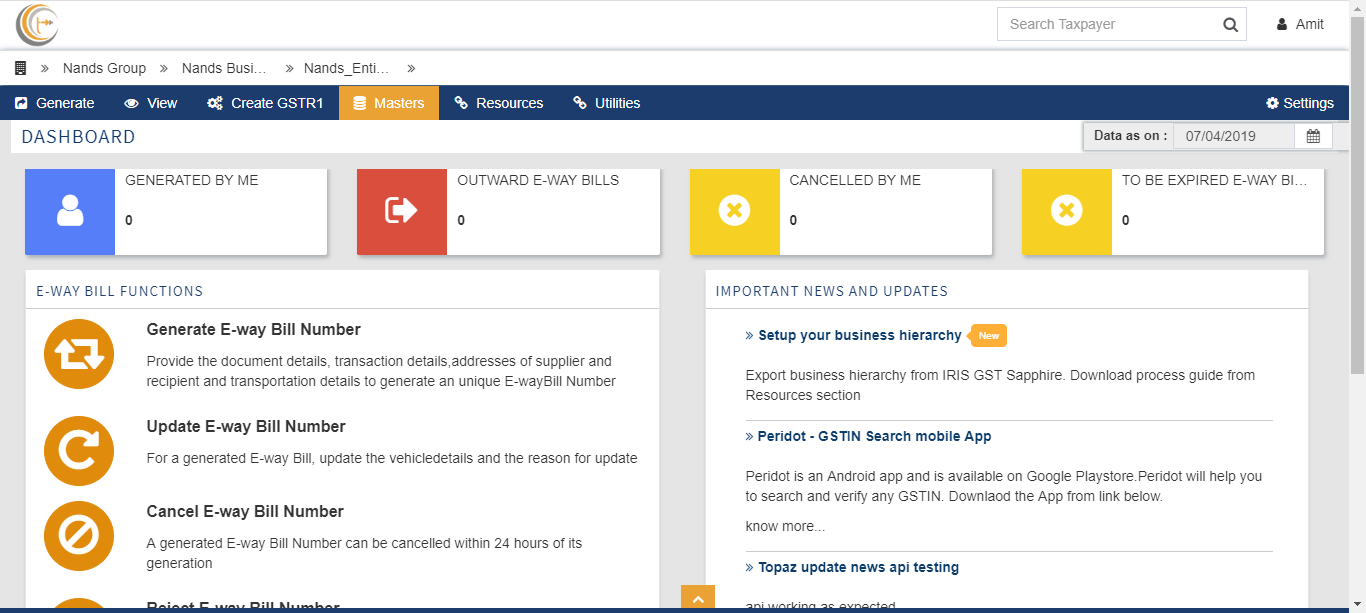 Search Taxpayer
Amit
» Nands Group » Nands Busi... » Nands_Enti... »
Generate View Create GSTR1 Masters Resources Utilities Settings
DASHBOARD
Data as on : 07/04/2019
GENERATED BY ME
0
OUTWARD E-WAY BILLS
0
CANCELLED BY ME
0
TO BE EXPIRED E-WAY BI...
0
E-WAY BILL FUNCTIONS
Generate E-way Bill Number
Provide the document details, transaction details,addresses of supplier and
recipient and transportation details to generate an unique E-wayBill Number
Update E-way Bill Number
For a generated E-way Bill, update the vehicledetails and the reason for update
Cancel E-way Bill Number
A generated E-way Bill Number can be cancelled within 24 hours of its
generation
Reject E-way Bill Number
IMPORTANT NEWS AND UPDATES
» Setup your business hierarchy New
Export business hierarchy from IRIS GST Sapphire. Download process guide from
Resources section
» Peridot - GSTIN Search mobile App
Peridot is an Android app and is available on Google Playstore.Peridot will help you
to search and verify any GSTIN. Downlaod the App from link below.
know more...
» Topaz update news api testing
api working as expected